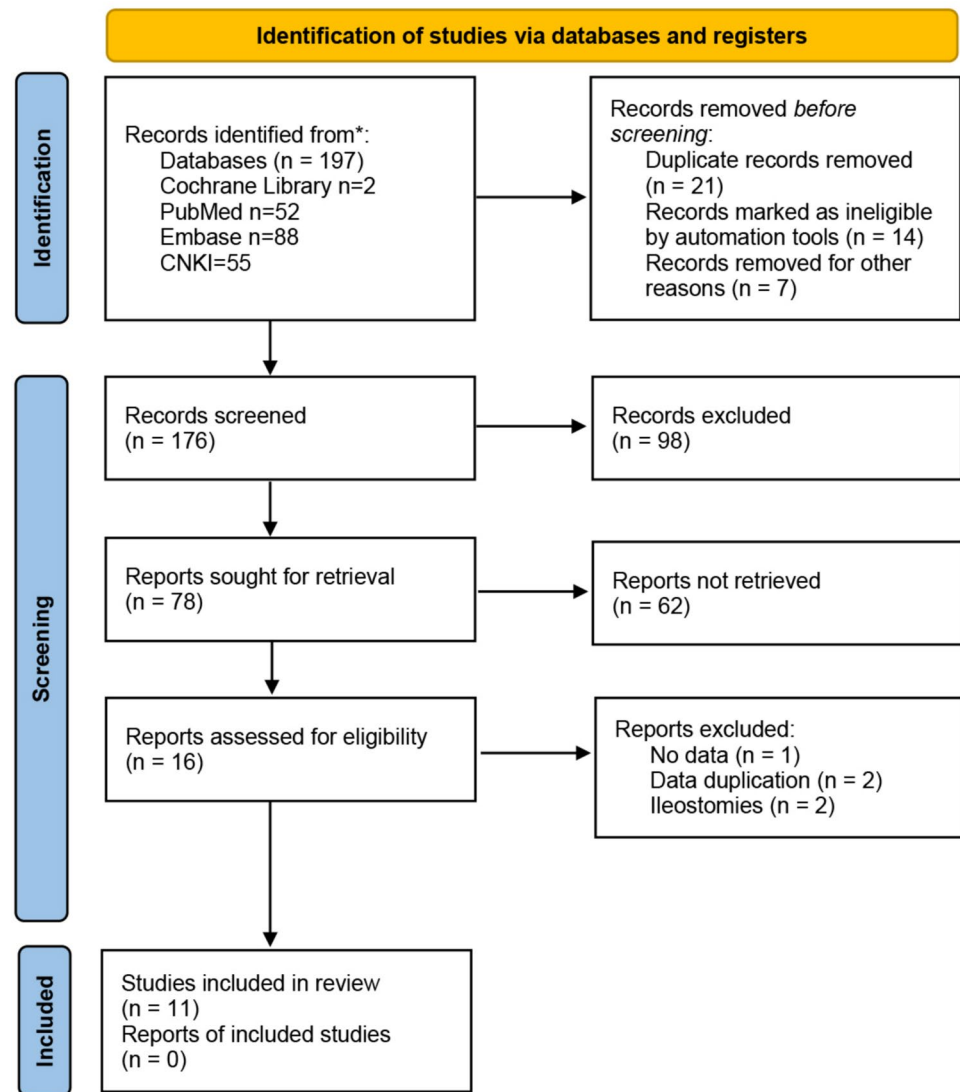 Identification of studies via databases and registers
Identification
Records identified from*:
Databases (n = 197)
Cochrane Library n=2
PubMed n=52
Embase n=88
CNKI=55
Records removed before
screening:
Duplicate records removed
(n = 21)
Records marked as ineligible
by automation tools (n = 14)
Records removed for other
reasons (n = 7)
Screening
Records screened
(n = 176)
Records excluded
(n = 98)
Reports sought for retrieval
(n = 78)
Reports not retrieved
(n = 62)
Reports assessed for eligibility
(n = 16)
Reports excluded:
No data (n = 1)
Data duplication (n = 2)
Ileostomies (n = 2)
Included
Studies included in review
(n = 11)
Reports of included studies
(n = 0)